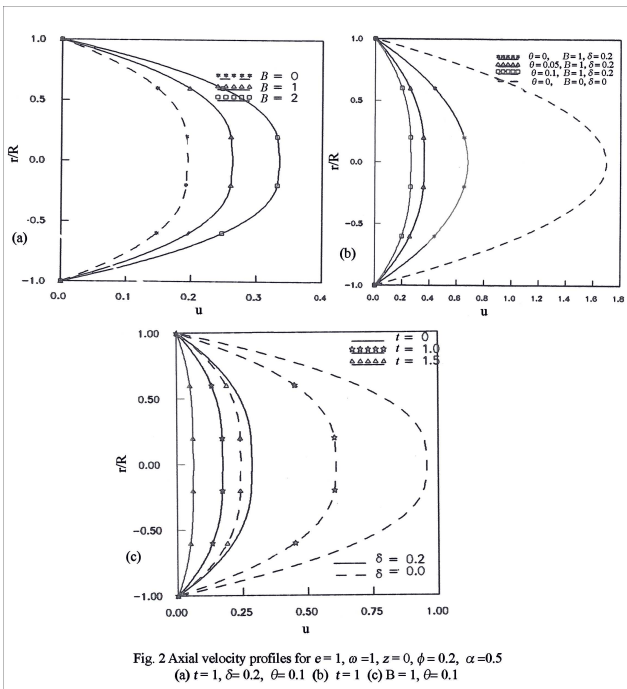 1.0
0.5
0.0
-0.5
−1.0
r/R
(a)
B = 0
B = 1
B = 2
0.0 0.1 0.2 0.3 0.4
u
1.0
0.5
0.0
-0.5
−1.0
r/R
(b)
θ=0, B=1, δ=0.2
θ=0.05, B=1, δ=0.2
θ=0.1, B=1, δ=0.2
θ=0, B=0, δ=0
0.0 0.2 0.4 0.6 0.8 1.0 1.2 1.4 1.6 1.8
u
1.00
0.50
0.00
-0.50
-1.00
r/R
(c)
t = 0
t = 1.0
t = 1.5
δ = 0.2
δ = 0.0
0.00 0.25 0.50 0.75 1.00
u
Fig. 2 Axial velocity profiles for e = 1, ω =1, z = 0, ϕ = 0.2, α =0.5
(a) t = 1, δ= 0.2, θ= 0.1 (b) t = 1 (c) B = 1, θ= 0.1